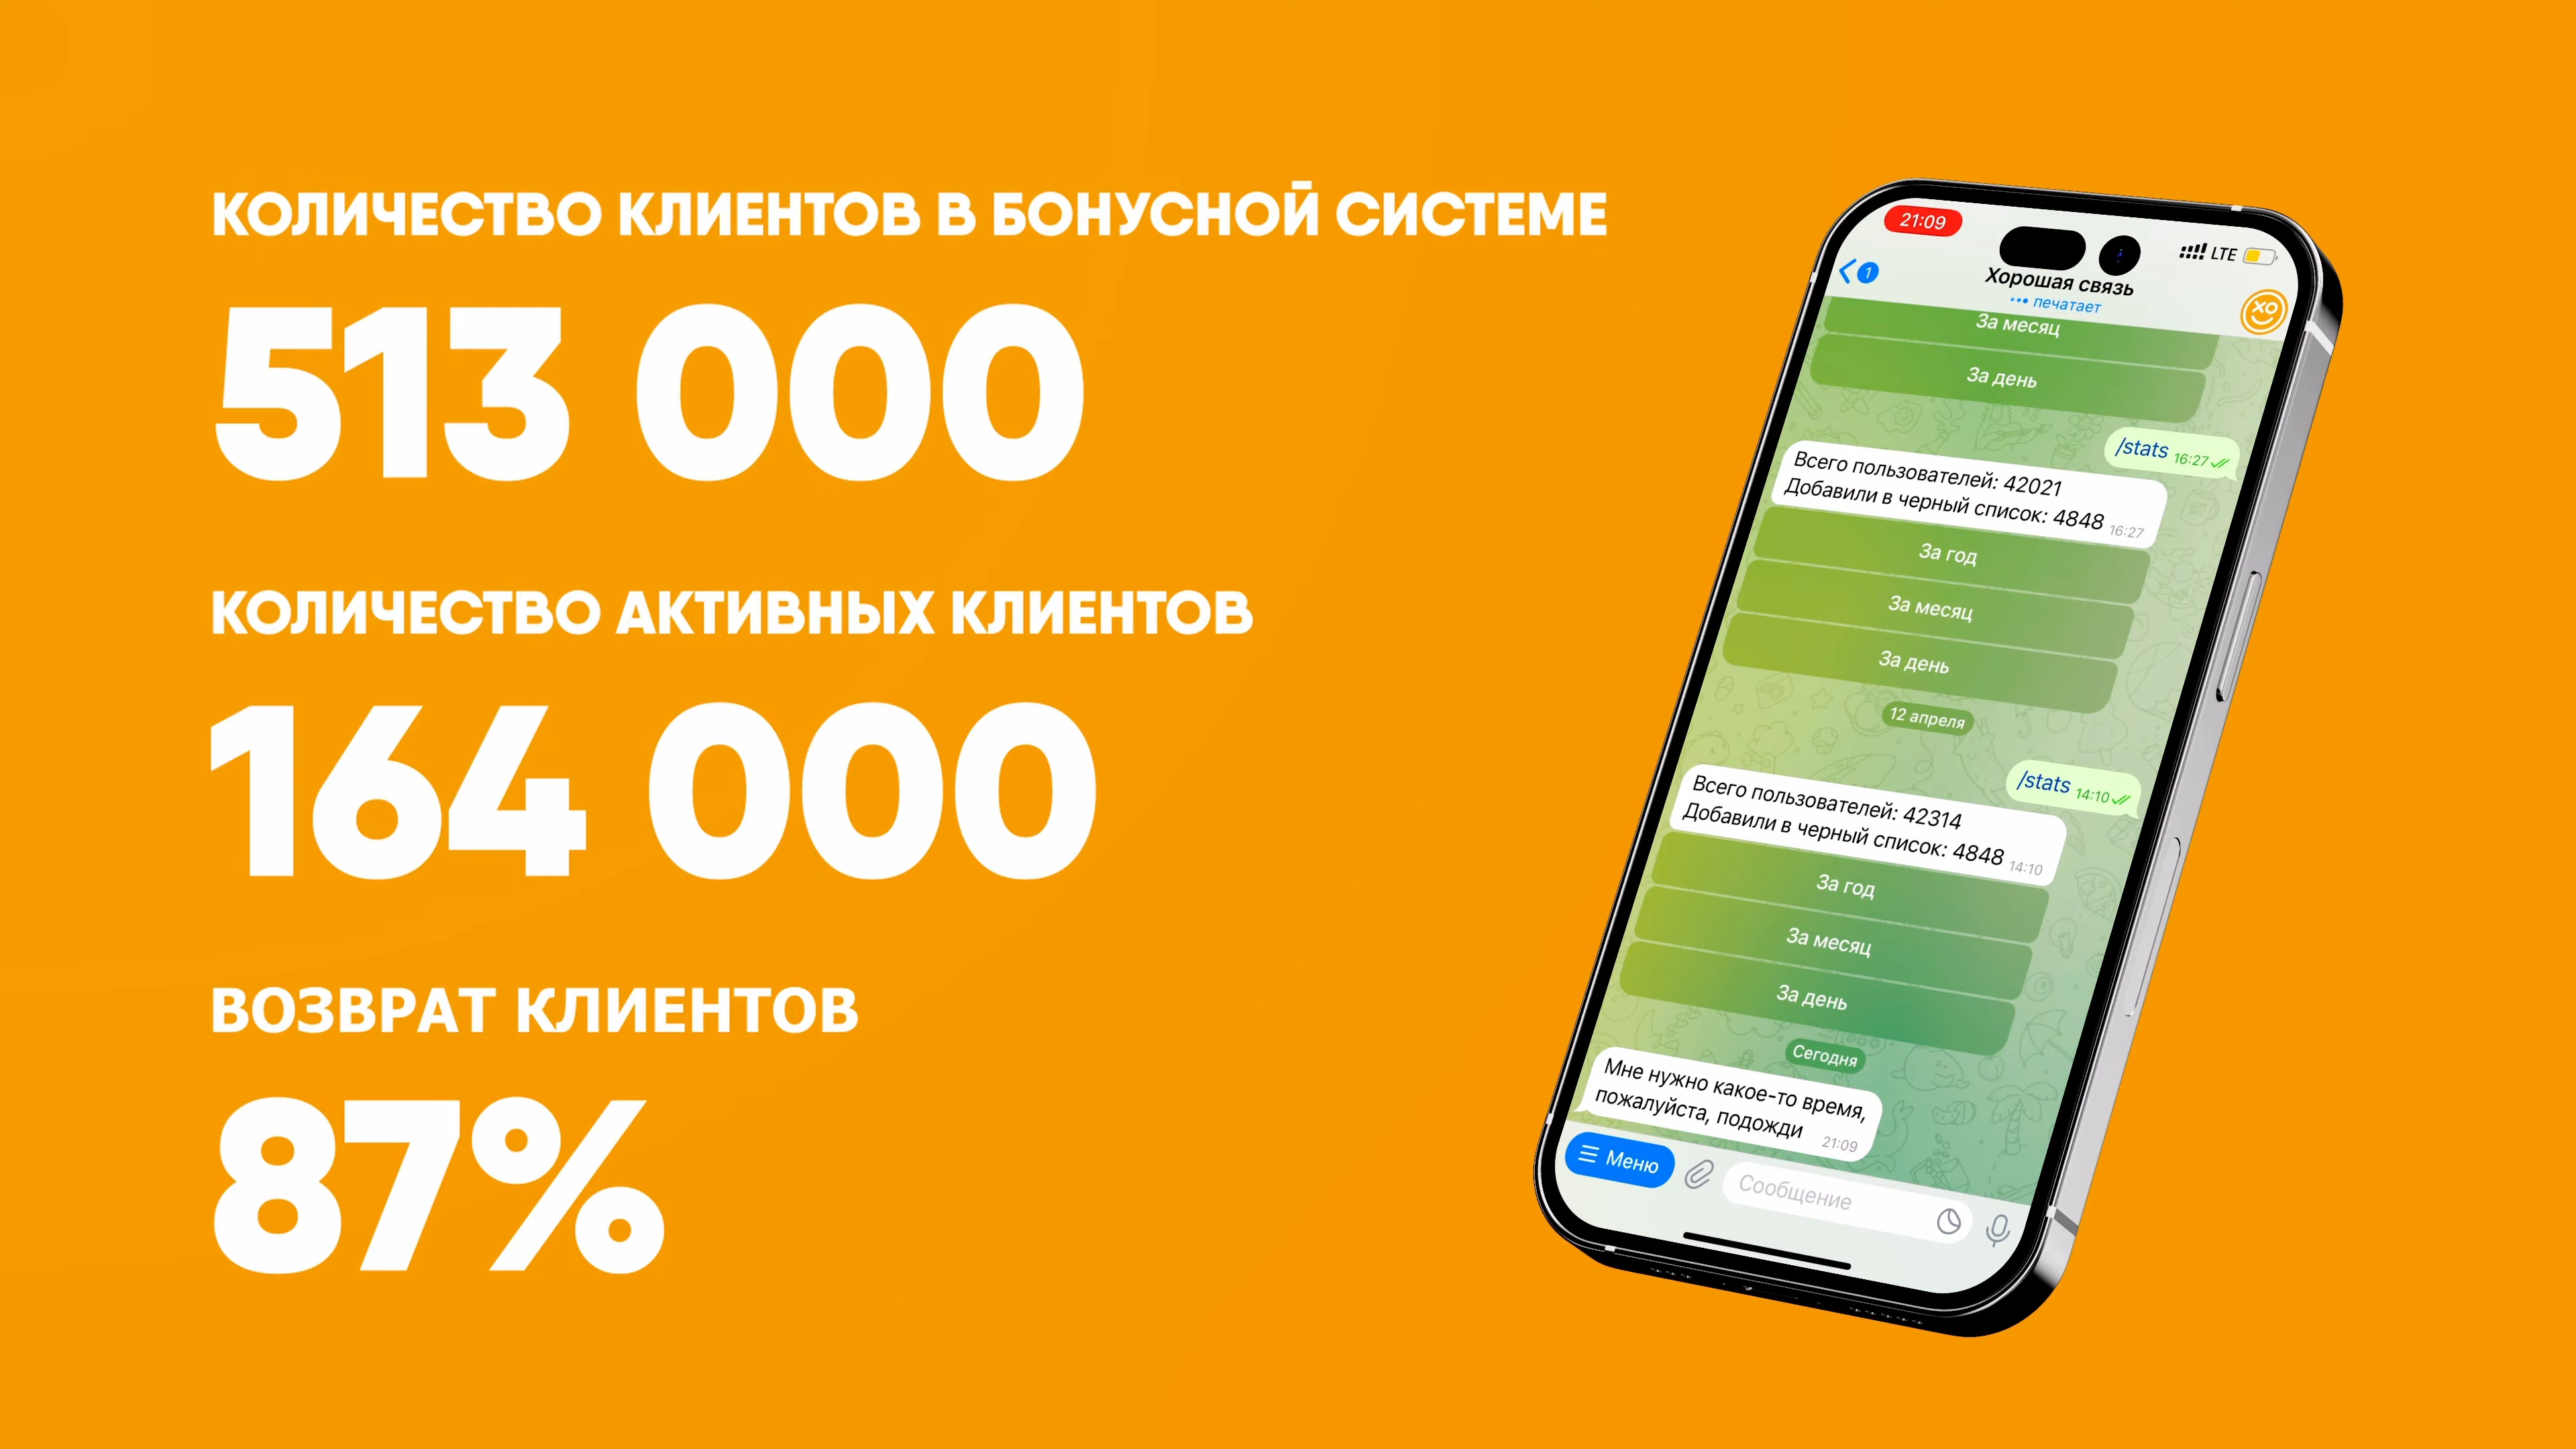 КОЛИЧЕСТВО КЛИЕНТОВ В БОНУСНОЙ СИСТЕМЕ
513 000
КОЛИЧЕСТВО АКТИВНЫХ КЛИЕНТОВ
164 000
ВОЗВРАТ КЛИЕНТОВ
87%
21:09
LTE
1
Хорошая связь
печатает
XO
За месяц
За день
/stats 16:27
Всего пользователей: 42021
Добавили в черный список: 4848 16:27
За год
За месяц
За день
12 апреля
/stats 14:10
Всего пользователей: 42314
Добавили в черный список: 4848 14:10
За год
За месяц
За день
Сегодня
Мне нужно какое-то время,
пожалуйста, подожди 21:09
Меню
Сообщение